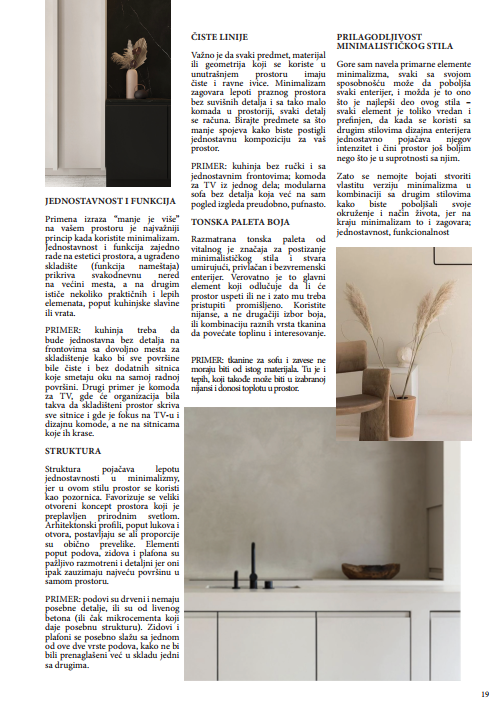 JEDNOSTAVNOST I FUNKCIJA
Primena izraza “manje je više”
na vašem prostoru je najvažniji
princip kada koristite minimalizam.
Jednostavnost i funkcija zajedno
rade na estetici prostora, a ugrađeno
skladište (funkcija nameštaja)
prikriva svakodnevnu nered
na većini mesta, a na drugim
ističe nekoliko praktičnih i lepih
elemenata, poput kuhinjske slavine
ili vrata.
PRIMER: kuhinja treba da
bude jednostavna bez detalja na
frontovima sa dovoljno mesta za
skladištenje kako bi sve površine
bile čiste i bez dodatnih sitnica
koje smetaju oku na samoj radnoj
površini. Drugi primer je komoda
za TV, gde će organizacija bila
takva da skladišteni prostor skriva
sve sitnice i gde je fokus na TV-u i
dizajnu komode, a ne na sitnicama
koje ih krase.
STRUKTURA
Struktura pojačava lepotu
jednostavnosti u minimalizmy,
jer u ovom stilu prostor se koristi
kao pozornica. Favorizuje se veliki
otvoreni koncept prostora koji je
preplavljen prirodnim svetlom.
Arhitektonski profili, poput lukova i
otvora, postavljaju se ali proporcije
su obično prevelike. Elementi
poput podova, zidova i plafona su
pažljivo razmotreni i detaljni jer oni
ipak zauzimaju najveću površinu u
samom prostoru.
PRIMER: podovi su drveni i nemaju
posebne detalje, ili su od livenog
betona (ili čak mikrocementa koji
daje posebnu strukturu). Zidovi i
plafoni se posebno slažu sa jednom
od ove dve vrste podova, kako ne bi
bili prenaglašeni već u skladu jedni
sa drugima.
ČISTE LINIJE
Važno je da svaki predmet, materijal
ili geometrija koji se koriste u
unutrašnjem prostoru imaju
čiste i ravne ivice. Minimalizam
zagovara lepoti praznog prostora
bez suvišnih detalja i sa tako malo
komada u prostoriji, svaki detalj
se računa. Birajte predmete sa što
manje spojeva kako biste postigli
jednostavnu kompoziciju za vaš
prostor.
PRIMER: kuhinja bez ručki i sa
jednostavnim frontovima; komoda
za TV iz jednog dela; modularna
sofa bez detalja koja već na sam
pogled izgleda preudobno, pufnasto.
TONSKA PALETA BOJA
Razmatrana tonska paleta od
vitalnog je značaja za postizanje
minimalističkog stila i stvara
umirujući, privlačan i bezvremenski
enterijer. Verovatno je to glavni
element koji odlučuje da li će
prostor uspeti ili ne i zato mu treba
pristupiti promišljeno. Koristite
nijanse, a ne drugačiji izbor boja,
ili kombinaciju raznih vrsta tkanina
da povećate toplinu i interesovanje.
PRIMER: tkanine za sofu i zavese ne
moraju biti od istog materijala. Tu je i
tepih, koji takođe može biti u izabranoj
nijansi i donosi toplotu u prostor.
PRILAGODLJIVOST
MINIMALISTIČKOG STILA
Gore sam navela primarne elemente
minimalizma, svaki sa svojom
sposobnošću može da poboljša
svaki enterijer, i možda je to ono
što je najlepši deo ovog stila –
svaki element je toliko vredan i
prefinjen, da kada se koristi sa
drugim stilovima dizajna enterijera
jednostavno pojačava njegov
intenzitet i čini prostor još boljim
nego što je u suprotnosti sa njim.
Zato se nemojte bojati stvoriti
vlastitu verziju minimalizma u
kombinaciji sa drugim stilovima
kako biste poboljšali svoje
okruženje i način života, jer na
kraju minimalizam to i zagovara;
jednostavnost, funkcionalnost
19